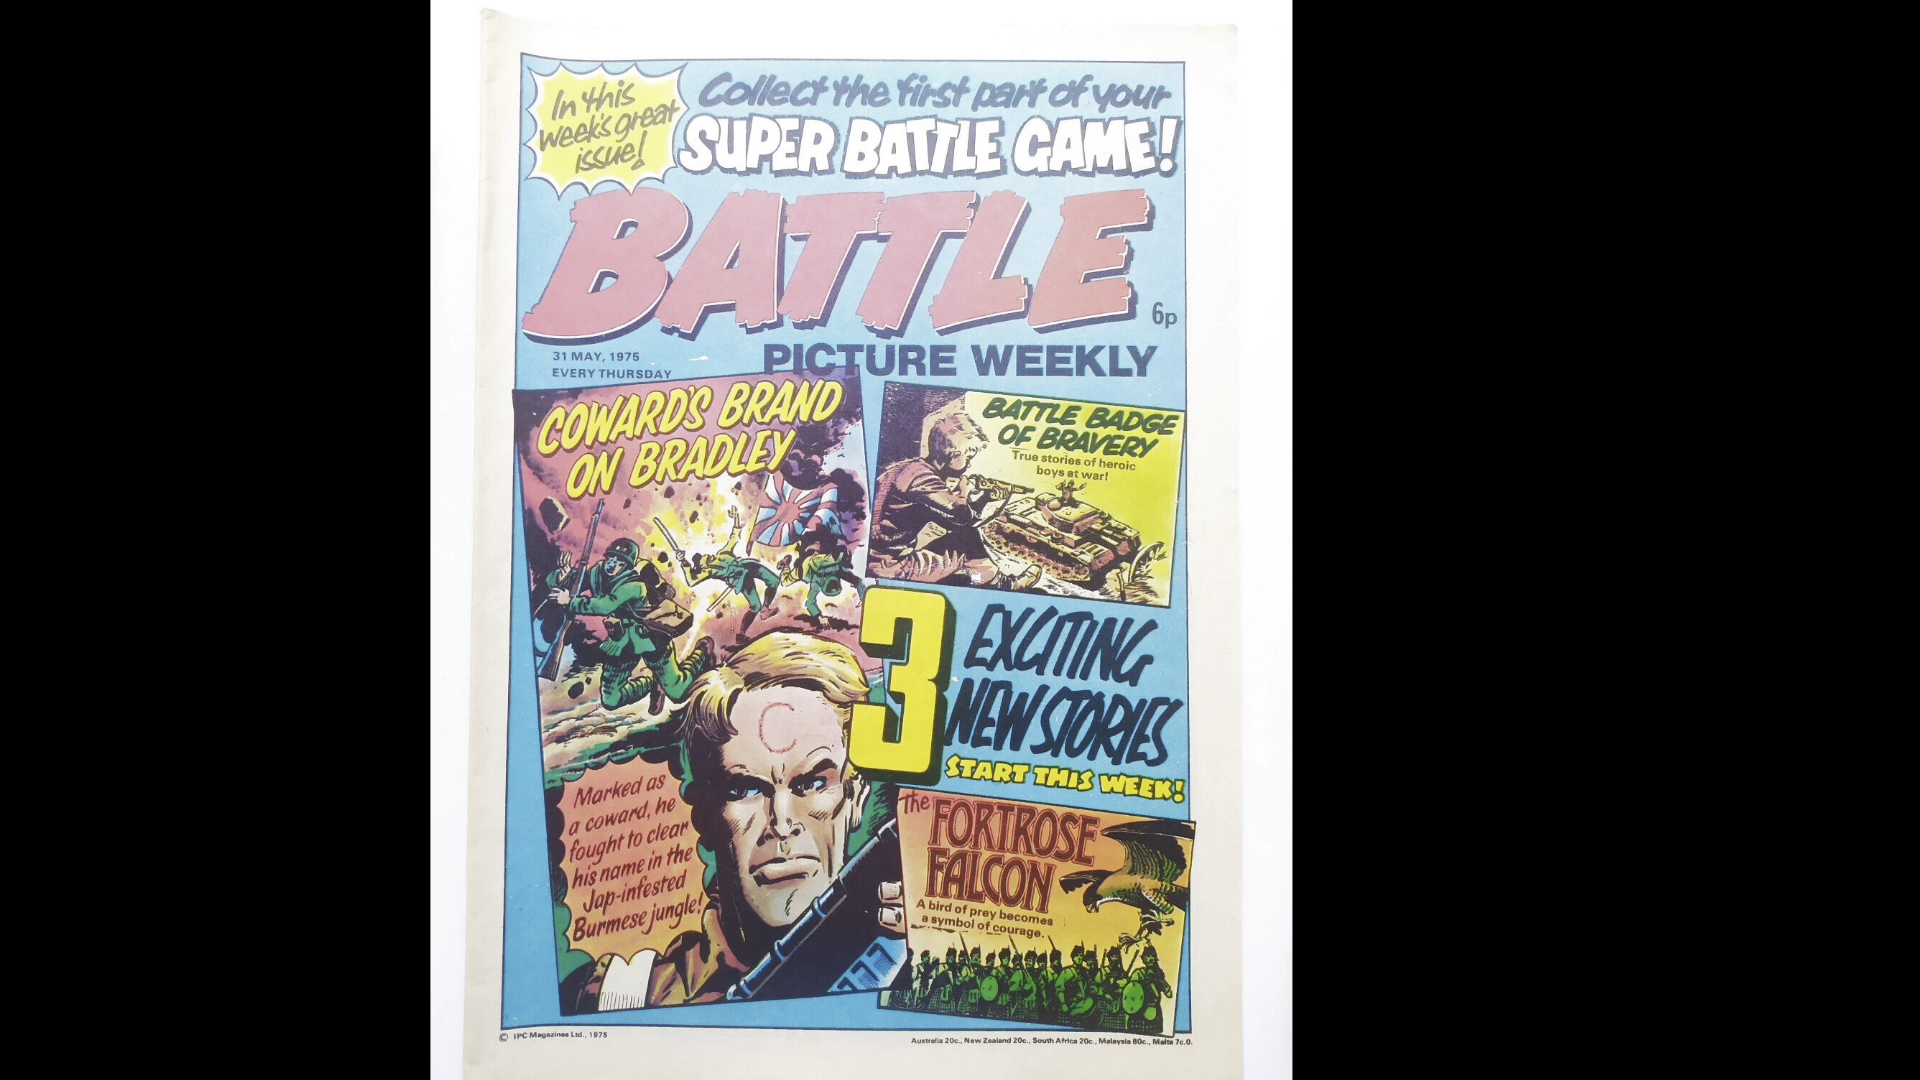 In this
week's great
issue!
Collect the first part of your
SUPER BATTLE GAME!
BATTLE
6p
31 MAY, 1975
EVERY THURSDAY
PICTURE WEEKLY
COWARD'S BRAND
ON BRADLEY
BATTLE BADGE
OF BRAVERY
True stories of heroic
boys at war!
3
EXCITING
NEW STORIES
START THIS WEEK!
C
Marked as
a coward, he
fought to clear
his name in the
Jap-infested
Burmese jungle!
The
FORTROSE
FALCON
A bird of prey becomes
a symbol of courage.
© IPC Magazines Ltd., 1975
Australia 20c., New Zealand 20c., South Africa 20c., Malaysia 80c., Malta 7c.0.